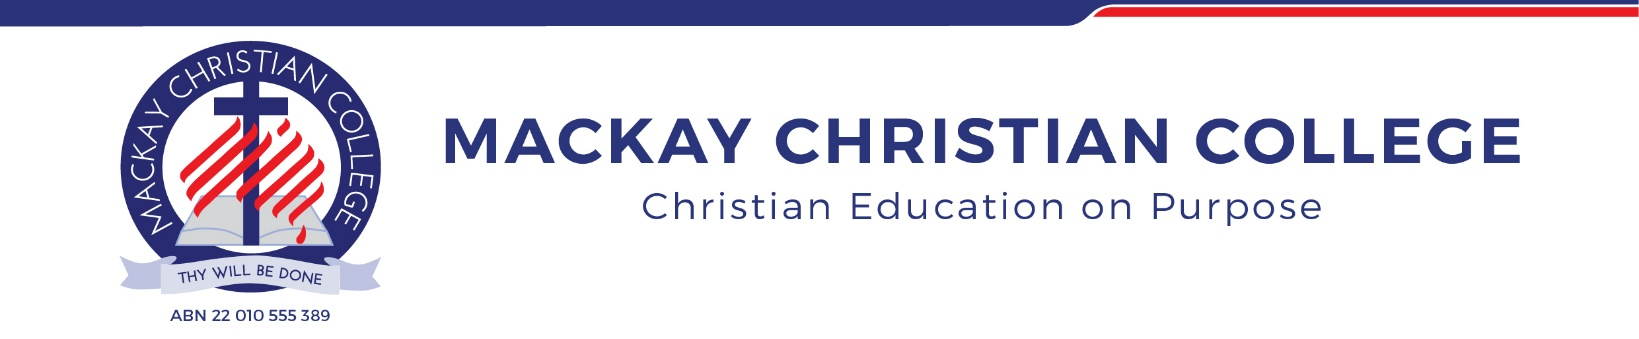 MACKAY CHRISTIAN COLLEGE
THY WILL BE DONE
ABN 22 010 555 389
MACKAY CHRISTIAN COLLEGE
Christian Education on Purpose